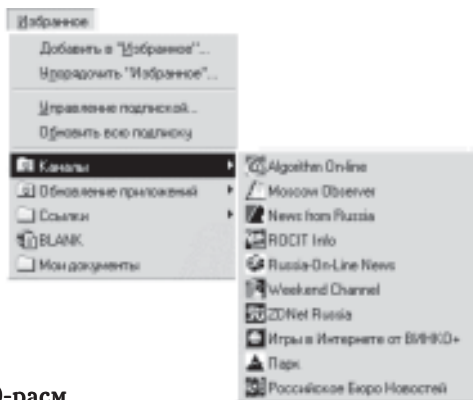 Избранное
Добавить в "Избранное"...
Упорядочить "Избранное"...
Управление подпиской...
Обновить всю подписку
Каналы
Обновление приложений
Ссылки
BLANK
Мои документы
Algorithm On-line
Moscow Observer
News from Russia
ROCIT Info
Russia-On-Line News
Weekend Channel
ZDNet Russia
Игры в Интернете от ВИНКО+
Парк
Российское Бюро Новостей
-расм